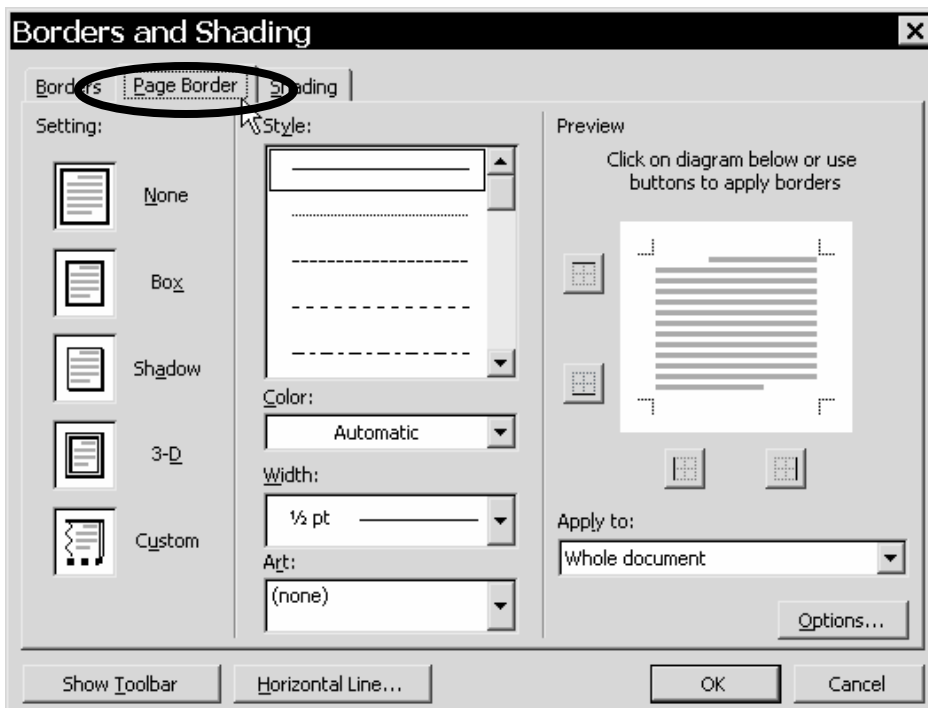 Borders and Shading
Borders Page Border Shading
Setting:
None
Box
Shadow
3-D
Custom
Style:
Color:
Automatic
Width:
½ pt
Art:
(none)
Preview
Click on diagram below or use
buttons to apply borders
Apply to:
Whole document
Options...
Show Toolbar
Horizontal Line...
OK
Cancel